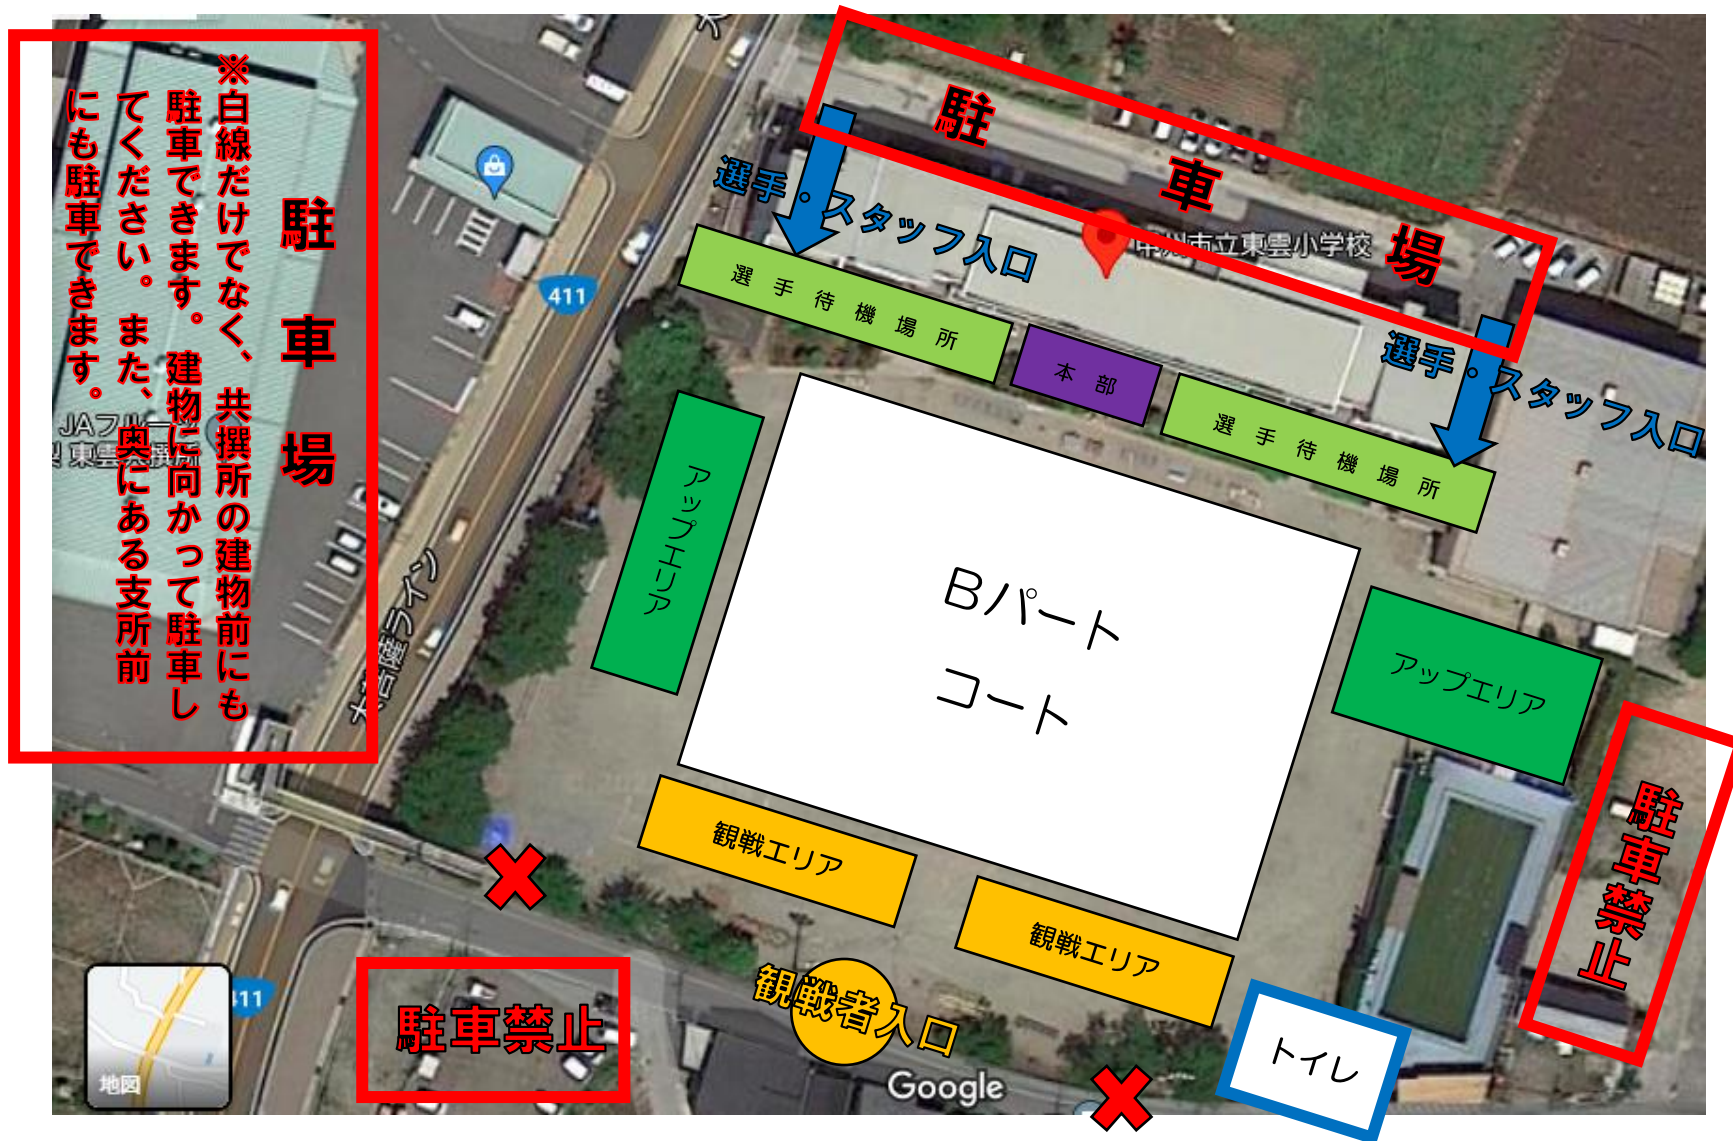 駐車場
※白線だけでなく、共撰所の建物前にも
駐車できます。建物に向かって駐車し
てください。また、奥にある支所前
にも駐車できます。
JAフルー
東雲共撰所
411
大菩薩ライン
駐車場
選手・スタッフ入口
甲州市立東雲小学校
選手・スタッフ入口
選手待機場所
本部
選手待機場所
アップエリア
Bパート
コート
アップエリア
観戦エリア
観戦エリア
駐車禁止
観戦者入口
駐車禁止
トイレ
411
地図
Google